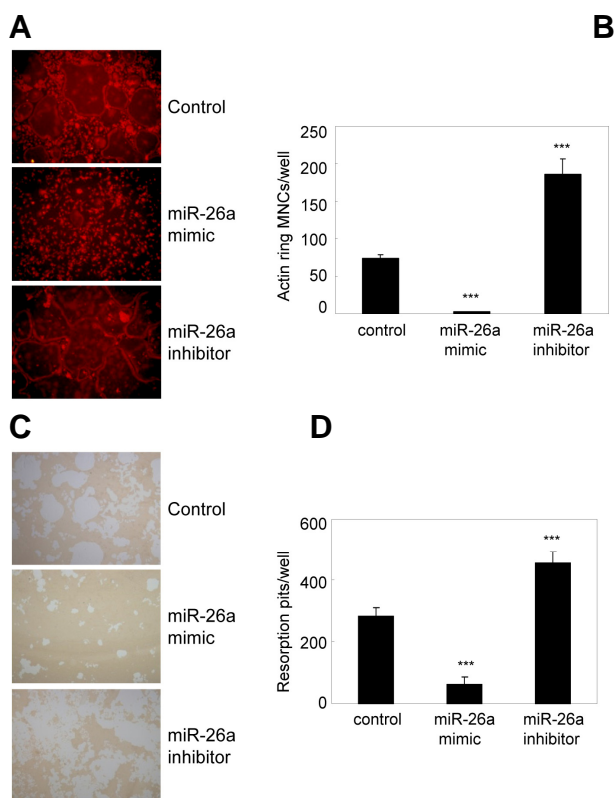 A
Control
miR-26a
mimic
miR-26a
inhibitor
B
Actin ring MNCs/well
250
200
150
100
50
0
***
***
control
miR-26a
mimic
miR-26a
inhibitor
C
Control
miR-26a
mimic
miR-26a
inhibitor
D
Resorption pits/well
600
400
200
0
***
***
control
miR-26a
mimic
miR-26a
inhibitor